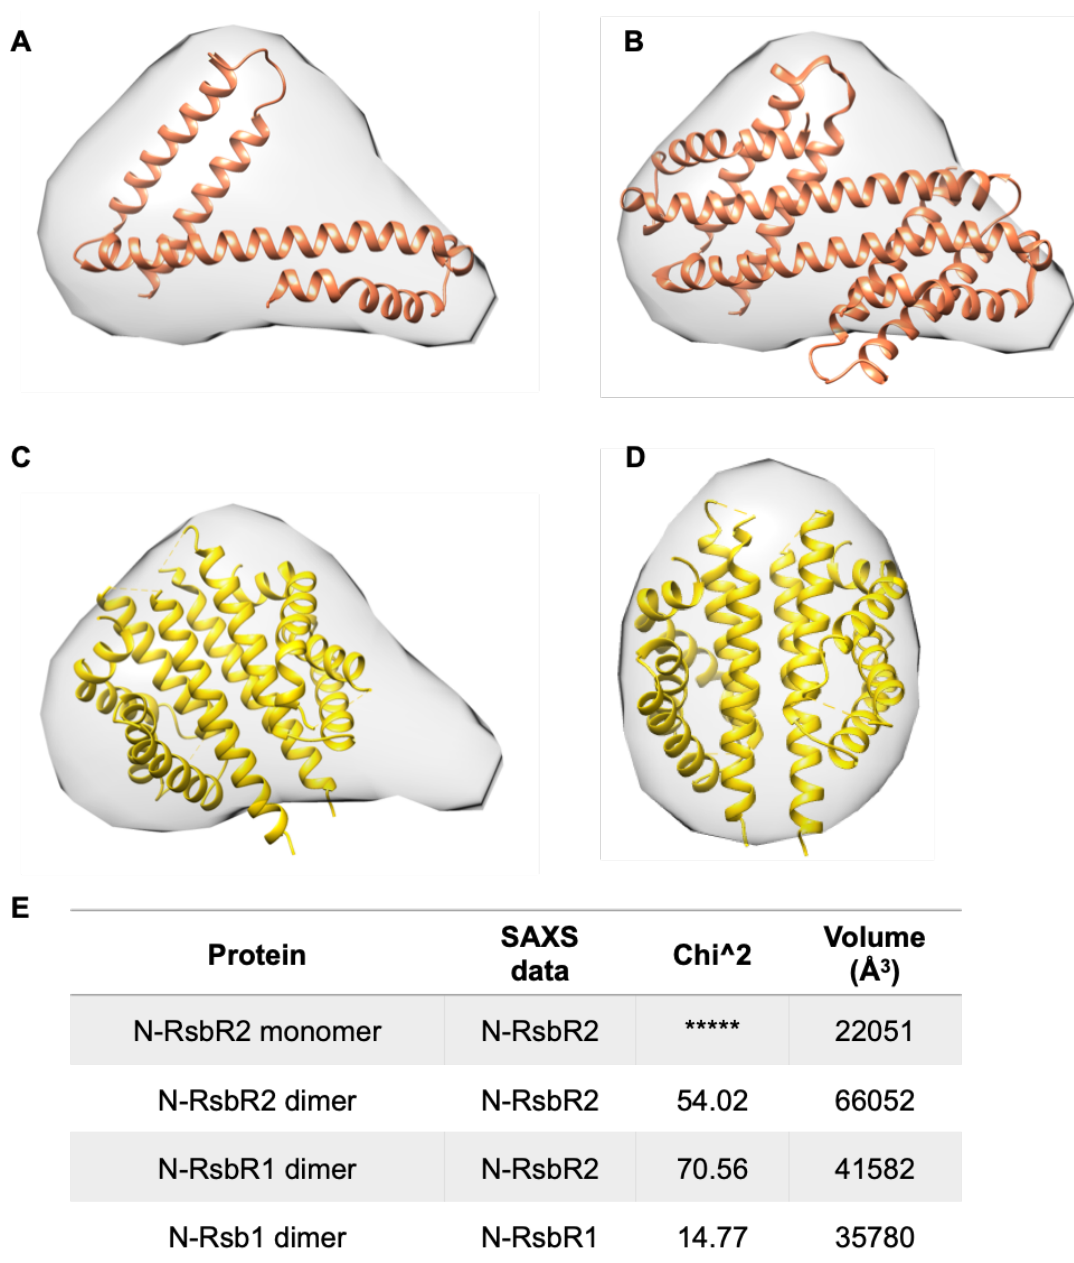 A
B
C
D
E
Protein SAXS data Chi^2 Volume (Å³)
N-RsbR2 monomer N-RsbR2 ***** 22051
N-RsbR2 dimer N-RsbR2 54.02 66052
N-RsbR1 dimer N-RsbR2 70.56 41582
N-Rsb1 dimer N-RsbR1 14.77 35780